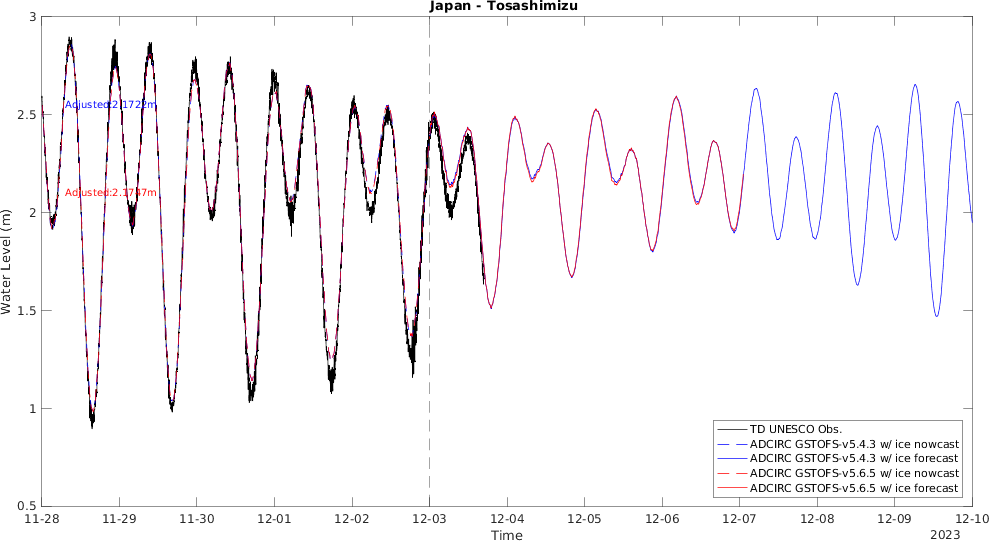 Japan - Tosashimizu
3
2.5
2
1.5
1
0.5
Water Level (m)
Adjusted:2.1722m
Adjusted:2.1747m
TD UNESCO Obs.
ADCIRC GSTOFS-v5.4.3 w/ ice nowcast
ADCIRC GSTOFS-v5.4.3 w/ ice forecast
ADCIRC GSTOFS-v5.6.5 w/ ice nowcast
ADCIRC GSTOFS-v5.6.5 w/ ice forecast
11-28 11-29 11-30 12-01 12-02 12-03 12-04 12-05 12-06 12-07 12-08 12-09 12-10
Time
2023